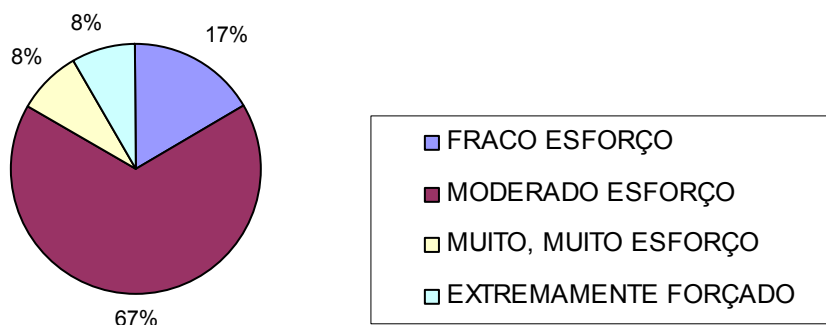 8%
17%
8%
67%
FRACO ESFORÇO
MODERADO ESFORÇO
MUITO, MUITO ESFORÇO
EXTREMAMENTE FORÇADO